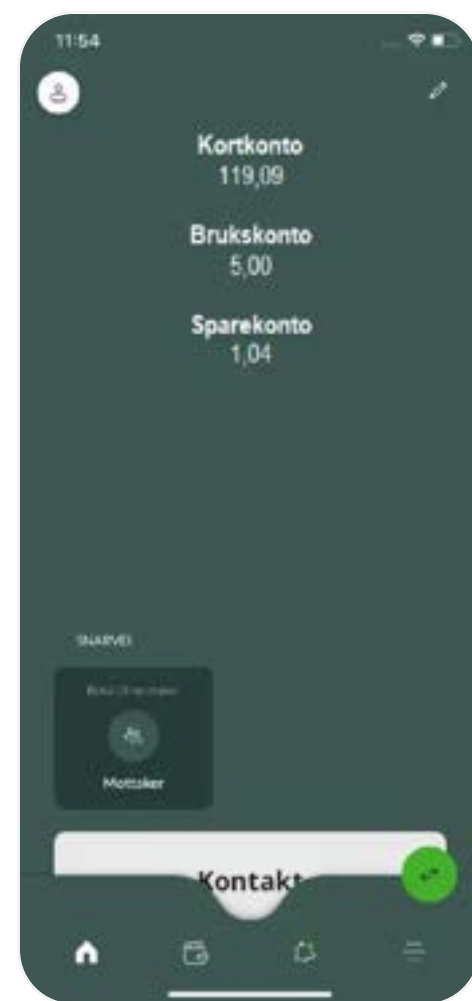 11:54
Kortkonto
119,09
Brukskonto
5,00
Sparekonto
1,04
SNARVEI
Mottaker
Kontakt